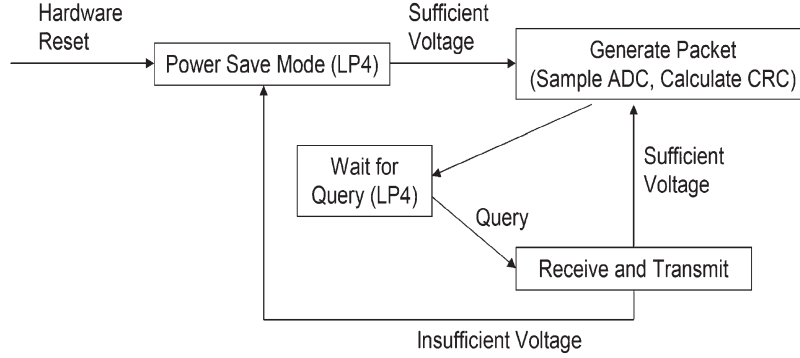 Hardware
Reset
Power Save Mode (LP4)
Sufficient
Voltage
Generate Packet
(Sample ADC, Calculate CRC)
Wait for
Query (LP4)
Query
Sufficient
Voltage
Receive and Transmit
Insufficient Voltage